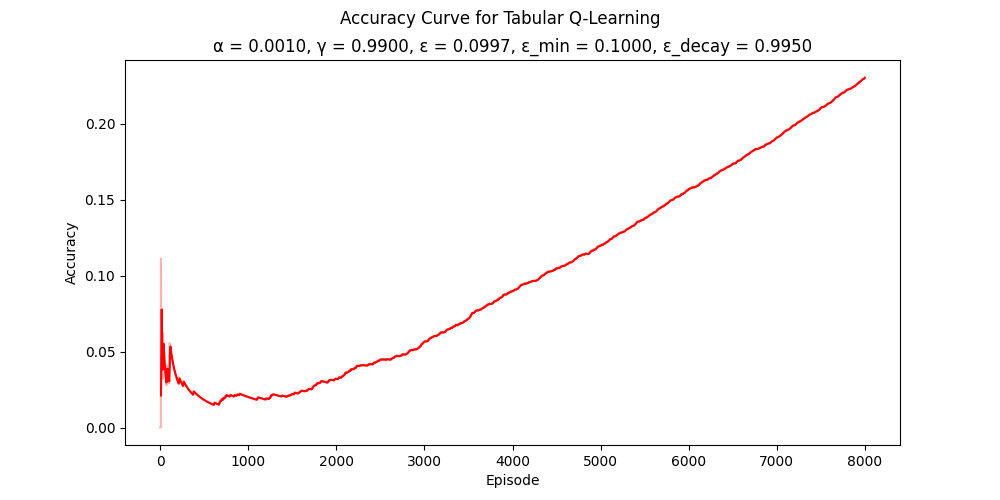 Accuracy Curve for Tabular Q-Learning
α = 0.0010, γ = 0.9900, ε = 0.0997, ε_min = 0.1000, ε_decay = 0.9950
0.20
0.15
0.10
0.05
0.00
Accuracy
0 1000 2000 3000 4000 5000 6000 7000 8000
Episode